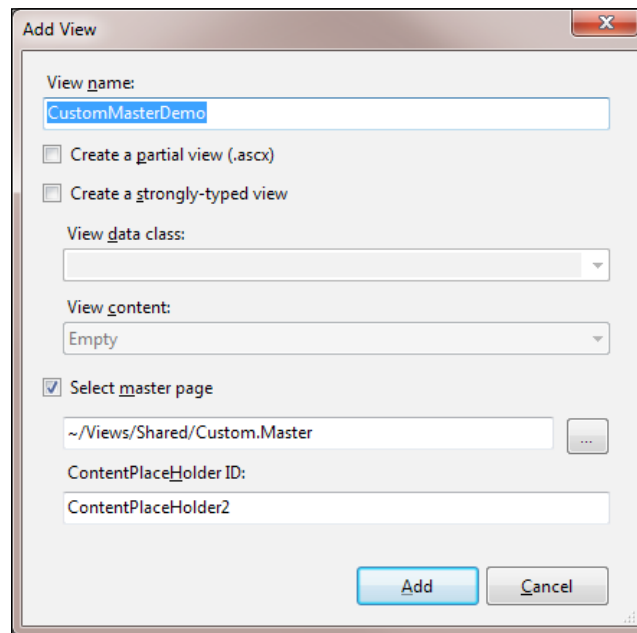 Add View
View name:
CustomMasterDemo
Create a partial view (.ascx)
Create a strongly-typed view
View data class:
View content:
Empty
Select master page
~/Views/Shared/Custom.Master
...
ContentPlaceHolder ID:
ContentPlaceHolder2
Add Cancel